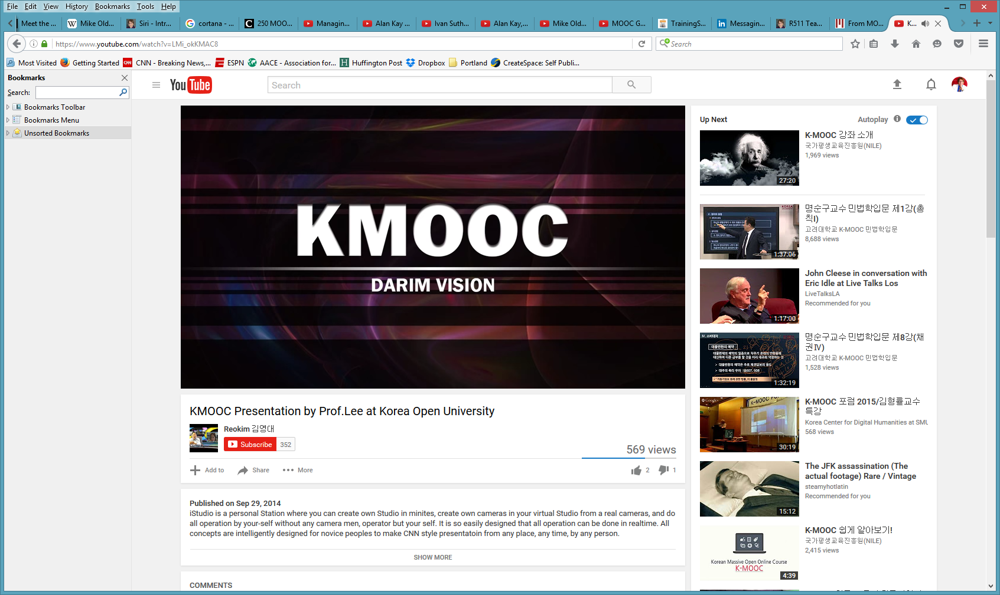 File Edit View History Bookmarks Tools Help
Meet the ...
Mike Old...
Siri - Intr...
cortana - ...
250 MOO...
Managin...
Alan Kay ...
Ivan Suth...
Alan Kay,...
Mike Old...
MOOC G...
TrainingS...
Messagin...
R511 Tea...
From MO...
K...
https://www.youtube.com/watch?v=LMi_okKMAC8
Search
Most Visited
Getting Started
CNN - Breaking News,...
ESPN
AACE - Association for...
Huffington Post
Dropbox
Portland
CreateSpace: Self Publi...
Bookmarks
Search:
Bookmarks Toolbar
Bookmarks Menu
Unsorted Bookmarks
YouTube
Search
KMOOC
DARIM VISION
KMOOC Presentation by Prof.Lee at Korea Open University
Reokim 김영대
Subscribe 352
569 views
Add to
Share
More
2
1
Published on Sep 29, 2014
iStudio is a personal Station where you can create own Studio in minites, create own cameras in your virtual Studio from a real cameras, and do
all operation by your-self without any camera men, operator but your self. It is so easily designed that all operation can be done in realtime. All
concepts are intelligently designed for novice peoples to make CNN style presentatoin from any place, any time, by any person.
SHOW MORE
COMMENTS
Up Next
Autoplay
27:20
K-MOOC 강좌 소개
국가평생교육진흥원(NILE)
1,969 views
1:37:06
명순구교수 민법학입문 제1강(총
칙I)
고려대학교 K-MOOC 민법학입문
8,688 views
1:17:00
John Cleese in conversation with
Eric Idle at Live Talks Los
LiveTalksLA
Recommended for you
IV. 소비대차
대물반환의 예약
1:32:19
명순구교수 민법학입문 제8강(채
권Ⅳ)
고려대학교 K-MOOC 민법학입문
1,528 views
30:19
K-MOOC 포럼 2015/김형률교수
특강
Korea Center for Digital Humanities at SMU
568 views
15:12
The JFK assassination (The
actual footage) Rare / Vintage
steamyhotlatin
Recommended for you
Korean Massive Open Online Course
K-MOOC
4:39
K-MOOC 쉽게 알아보기!
국가평생교육진흥원(NILE)
2,415 views